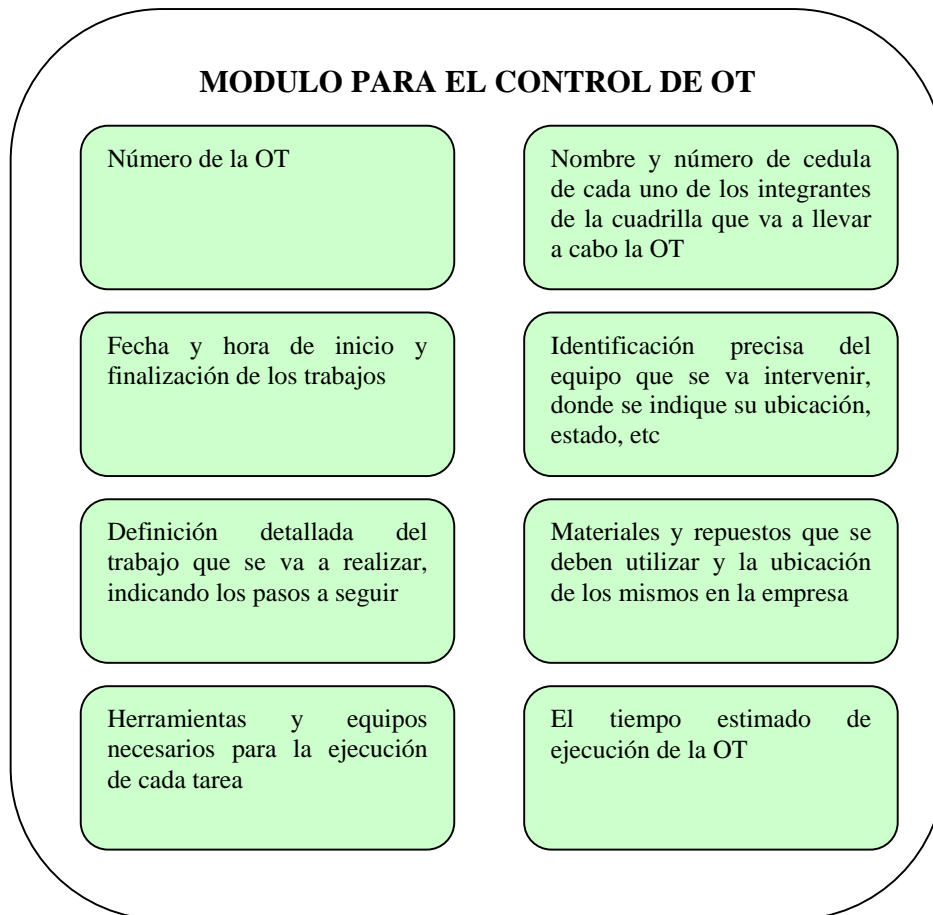 MODULO PARA EL CONTROL DE OT
Número de la OT
Nombre y número de cedula
de cada uno de los integrantes
de la cuadrilla que va a llevar
a cabo la OT
Fecha y hora de inicio y
finalización de los trabajos
Identificación precisa del
equipo que se va intervenir,
donde se indique su ubicación,
estado, etc
Definición detallada del
trabajo que se va a realizar,
indicando los pasos a seguir
Materiales y repuestos que se
deben utilizar y la ubicación
de los mismos en la empresa
Herramientas y equipos
necesarios para la ejecución
de cada tarea
El tiempo estimado de
ejecución de la OT